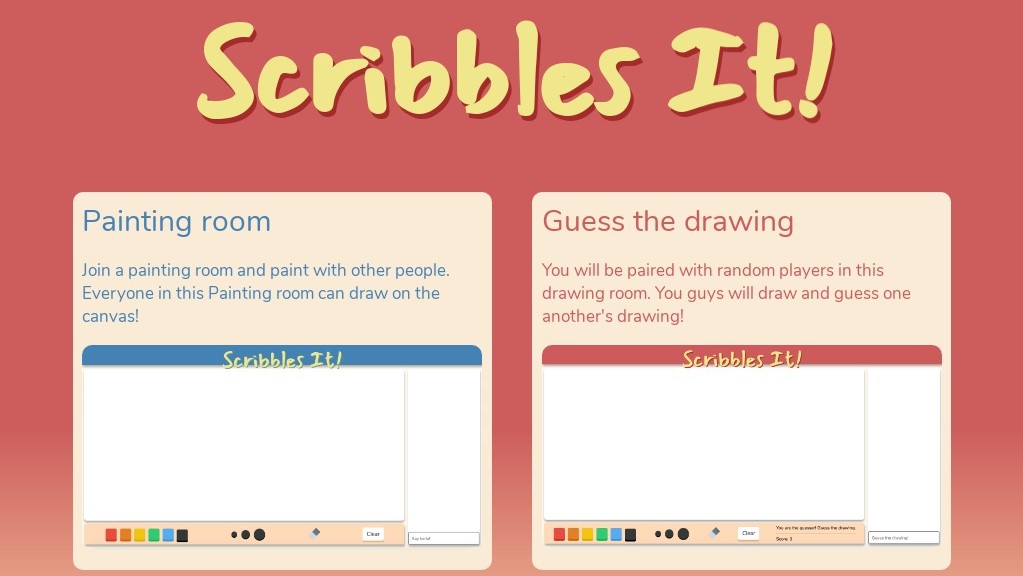 Scribbles It!
Painting room
Join a painting room and paint with other people.
Everyone in this Painting room can draw on the
canvas!
Scribbles It!
Clear
Guess the drawing
You will be paired with random players in this
drawing room. You guys will draw and guess one
another's drawing!
Scribbles It!
Clear
You are the guesser! Guess the drawing.
Score: 0
Guess the drawing!